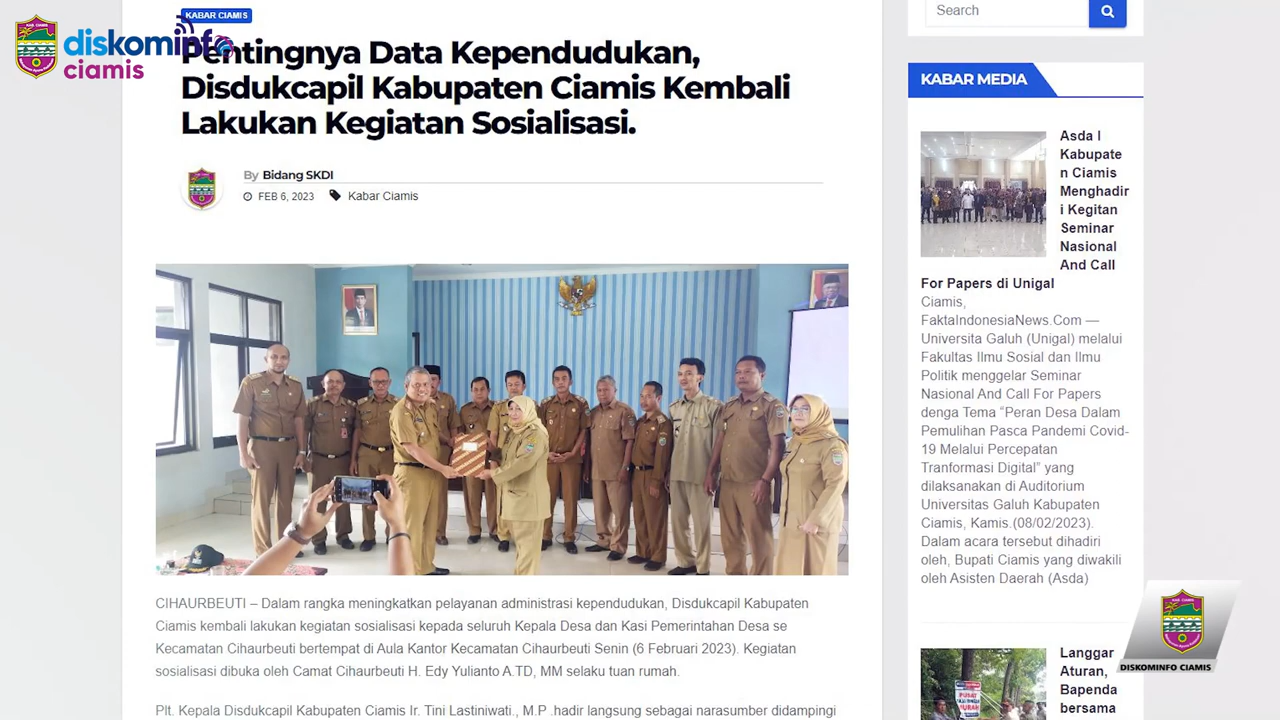 KABAR CIAMIS
diskominfo
ciamis
Pentingnya Data Kependudukan,
Disdukcapil Kabupaten Ciamis Kembali
Lakukan Kegiatan Sosialisasi.
By Bidang SKDI
FEB 6, 2023 Kabar Ciamis
CIHAURBEUTI – Dalam rangka meningkatkan pelayanan administrasi kependudukan, Disdukcapil Kabupaten
Ciamis kembali lakukan kegiatan sosialisasi kepada seluruh Kepala Desa dan Kasi Pemerintahan Desa se
Kecamatan Cihaurbeuti bertempat di Aula Kantor Kecamatan Cihaurbeuti Senin (6 Februari 2023). Kegiatan
sosialisasi dibuka oleh Camat Cihaurbeuti H. Edy Yulianto A.TD, MM selaku tuan rumah.
Plt. Kepala Disdukcapil Kabupaten Ciamis Ir. Tini Lastiniwati., M.P ,hadir langsung sebagai narasumber didampingi
Search
KABAR MEDIA
Asda I
Kabupate
n Ciamis
Menghadir
i Kegitan
Seminar
Nasional
And Call
For Papers di Unigal
Ciamis,
FaktaIndonesiaNews.Com —
Universita Galuh (Unigal) melalui
Fakultas Ilmu Sosial dan Ilmu
Politik menggelar Seminar
Nasional And Call For Papers
denga Tema “Peran Desa Dalam
Pemulihan Pasca Pandemi Covid-
19 Melalui Percepatan
Tranformasi Digital” yang
dilaksanakan di Auditorium
Universitas Galuh Kabupaten
Ciamis, Kamis.(08/02/2023).
Dalam acara tersebut dihadiri
oleh, Bupati Ciamis yang diwakili
oleh Asisten Daerah (Asda)
Langgar
Aturan,
Bapenda
bersama
DISKOMINFO CIAMIS